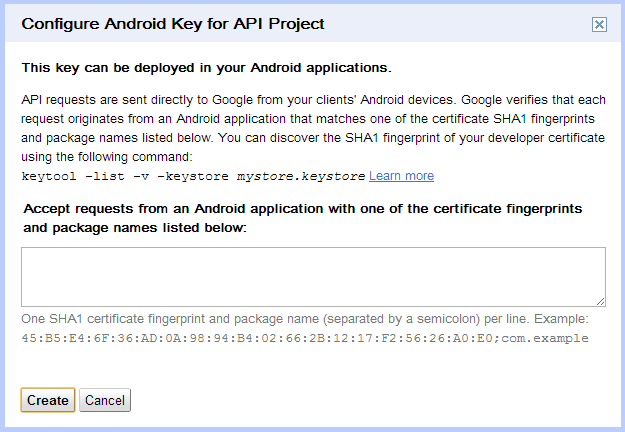 Configure Android Key for API Project
This key can be deployed in your Android applications.
API requests are sent directly to Google from your clients' Android devices. Google verifies that each
request originates from an Android application that matches one of the certificate SHA1 fingerprints
and package names listed below. You can discover the SHA1 fingerprint of your developer certificate
using the following command:
keytool -list -v -keystore mystore.keystore Learn more
Accept requests from an Android application with one of the certificate fingerprints
and package names listed below:
One SHA1 certificate fingerprint and package name (separated by a semicolon) per line. Example:
45:B5:E4:6F:36:AD:0A:98:94:B4:02:66:2B:12:17:F2:56:26:A0:E0;com.example
Create Cancel